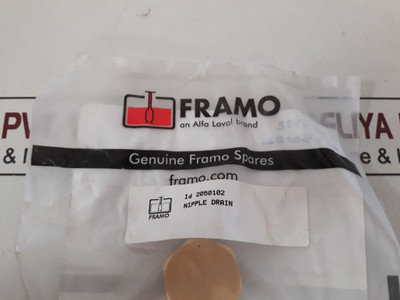 FRAMO
an Alfa Laval brand
Genuine Framo Spares
framo.com
Id 2050102
NIPPLE DRAIN
FRAMO